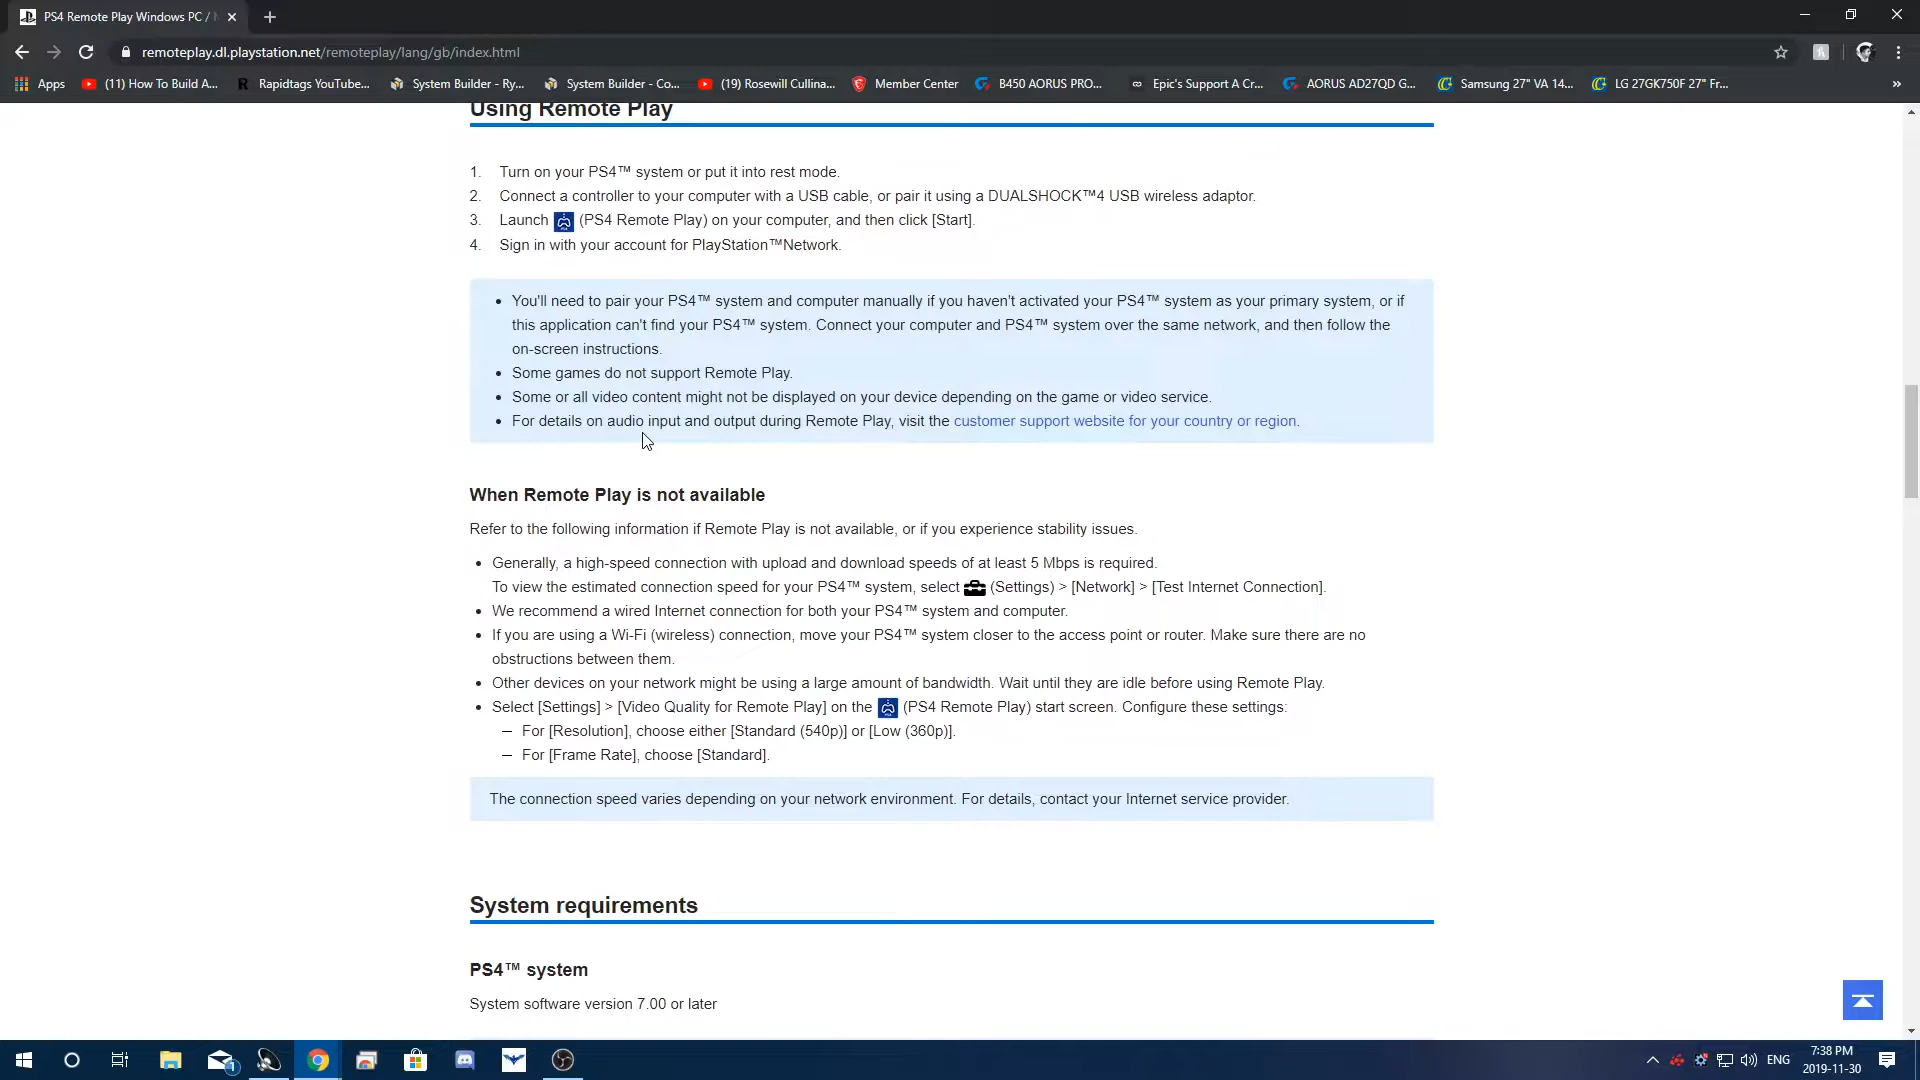 PS4 Remote Play Windows PC /
remoteplay.dl.playstation.net/remoteplay/lang/gb/index.html
Apps
(11) How To Build A...
Rapidtags YouTube...
System Builder - Ry...
System Builder - Co...
(19) Rosewill Cullina...
Member Center
B450 AORUS PRO...
Epic's Support A Cr...
AORUS AD27QD G...
Samsung 27" VA 14...
LG 27GK750F 27" Fr...
Using Remote Play
1. Turn on your PS4™ system or put it into rest mode.
2. Connect a controller to your computer with a USB cable, or pair it using a DUALSHOCK™4 USB wireless adaptor.
3. Launch (PS4 Remote Play) on your computer, and then click [Start].
4. Sign in with your account for PlayStation™Network.
• You'll need to pair your PS4™ system and computer manually if you haven't activated your PS4™ system as your primary system, or if
this application can't find your PS4™ system. Connect your computer and PS4™ system over the same network, and then follow the
on-screen instructions.
• Some games do not support Remote Play.
• Some or all video content might not be displayed on your device depending on the game or video service.
• For details on audio input and output during Remote Play, visit the customer support website for your country or region.
When Remote Play is not available
Refer to the following information if Remote Play is not available, or if you experience stability issues.
• Generally, a high-speed connection with upload and download speeds of at least 5 Mbps is required.
To view the estimated connection speed for your PS4™ system, select (Settings) > [Network] > [Test Internet Connection].
• We recommend a wired Internet connection for both your PS4™ system and computer.
• If you are using a Wi-Fi (wireless) connection, move your PS4™ system closer to the access point or router. Make sure there are no
obstructions between them.
• Other devices on your network might be using a large amount of bandwidth. Wait until they are idle before using Remote Play.
• Select [Settings] > [Video Quality for Remote Play] on the (PS4 Remote Play) start screen. Configure these settings:
– For [Resolution], choose either [Standard (540p)] or [Low (360p)].
– For [Frame Rate], choose [Standard].
The connection speed varies depending on your network environment. For details, contact your Internet service provider.
System requirements
PS4™ system
System software version 7.00 or later
1
ENG
7:38 PM
2019-11-30